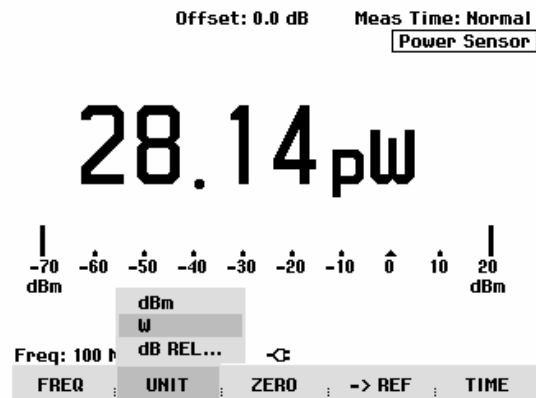 Offset: 0.0 dB Meas Time: Normal
Power Sensor
28.14 pW
-70 -60 -50 -40 -30 -20 -10 0 10 20
dBm dBm
dBm
W
dB REL...
Freq: 100
FREQ UNIT ZERO -> REF TIME